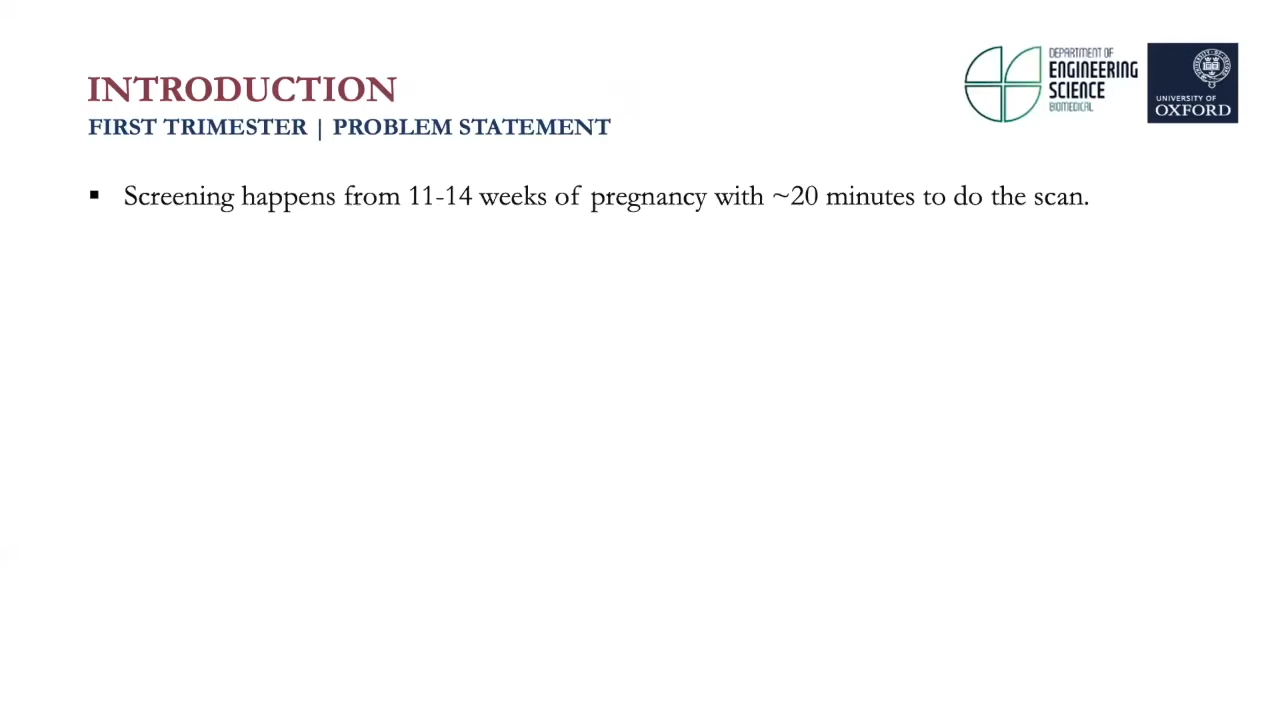 INTRODUCTION
FIRST TRIMESTER | PROBLEM STATEMENT
DEPARTMENT OF
ENGINEERING
SCIENCE
BIOMEDICAL
UNIVERSITY OF
OXFORD
▪ Screening happens from 11-14 weeks of pregnancy with ~20 minutes to do the scan.